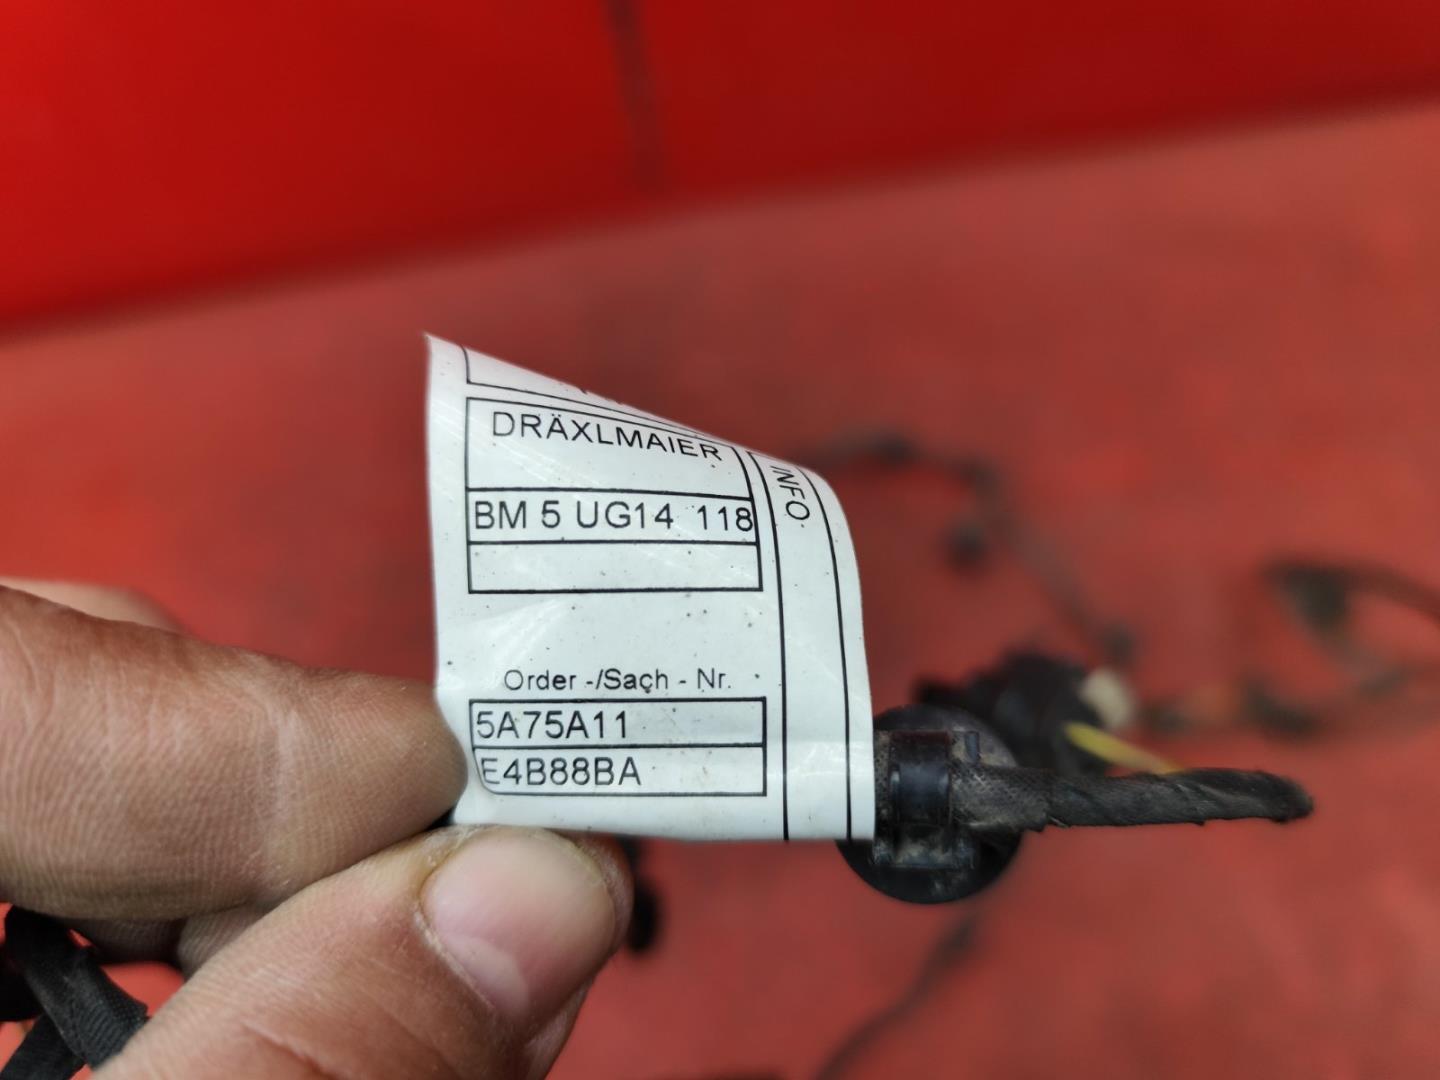 DRÄXLMAIER
BM 5 UG14 118
Order -/Sach - Nr.
5A75A11
E4B88BA
INFO